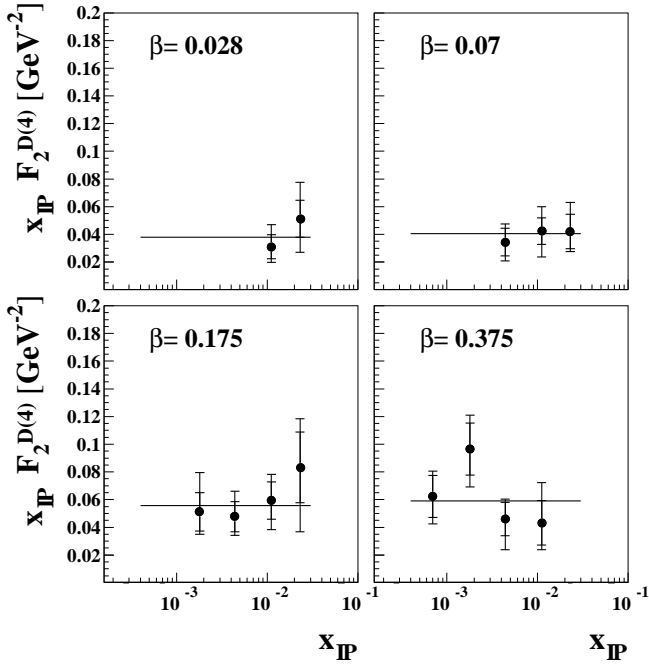 x_IP F_2^D(4) [GeV^-2]
0.2
0.18
0.16
0.14
0.12
0.1
0.08
0.06
0.04
0.02
β= 0.028
β= 0.07
x_IP F_2^D(4) [GeV^-2]
0.2
0.18
0.16
0.14
0.12
0.1
0.08
0.06
0.04
0.02
β= 0.175
β= 0.375
10^-3 10^-2 10^-1 10^-3 10^-2 10^-1
x_IP x_IP